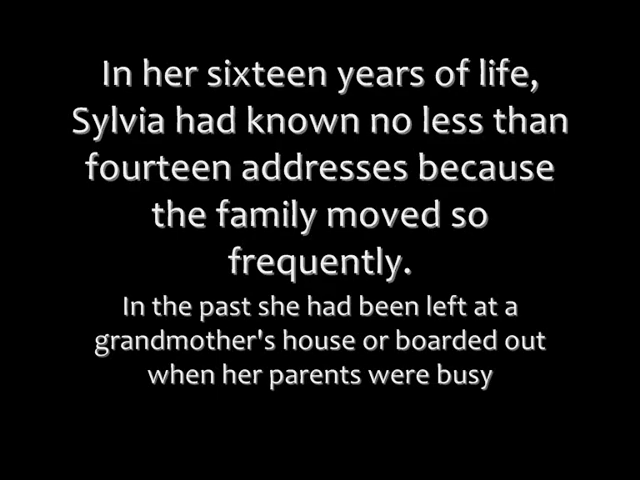 In her sixteen years of life,
Sylvia had known no less than
fourteen addresses because
the family moved so
frequently.
In the past she had been left at a
grandmother's house or boarded out
when her parents were busy